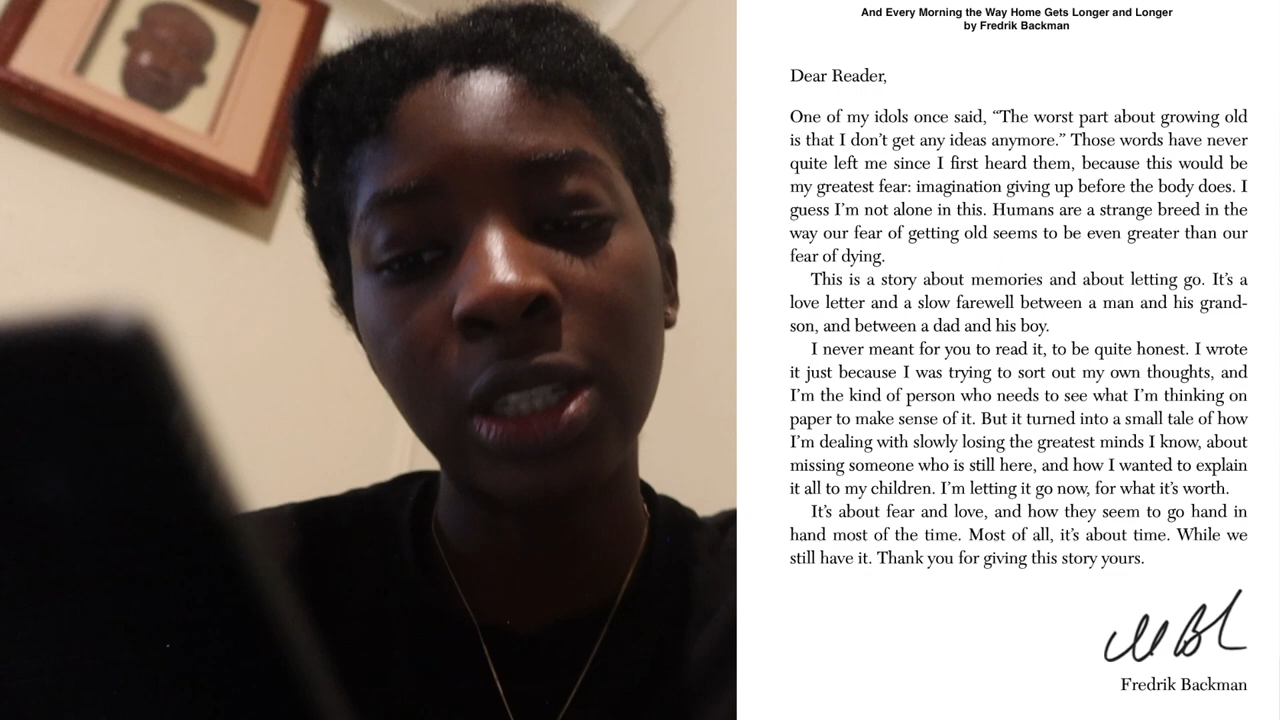 And Every Morning the Way Home Gets Longer and Longer
by Fredrik Backman
Dear Reader,
One of my idols once said, “The worst part about growing old
is that I don’t get any ideas anymore.” Those words have never
quite left me since I first heard them, because this would be
my greatest fear: imagination giving up before the body does. I
guess I’m not alone in this. Humans are a strange breed in the
way our fear of getting old seems to be even greater than our
fear of dying.
This is a story about memories and about letting go. It’s a
love letter and a slow farewell between a man and his grand-
son, and between a dad and his boy.
I never meant for you to read it, to be quite honest. I wrote
it just because I was trying to sort out my own thoughts, and
I’m the kind of person who needs to see what I’m thinking on
paper to make sense of it. But it turned into a small tale of how
I’m dealing with slowly losing the greatest minds I know, about
missing someone who is still here, and how I wanted to explain
it all to my children. I’m letting it go now, for what it’s worth.
It’s about fear and love, and how they seem to go hand in
hand most of the time. Most of all, it’s about time. While we
still have it. Thank you for giving this story yours.
Fredrik Backman